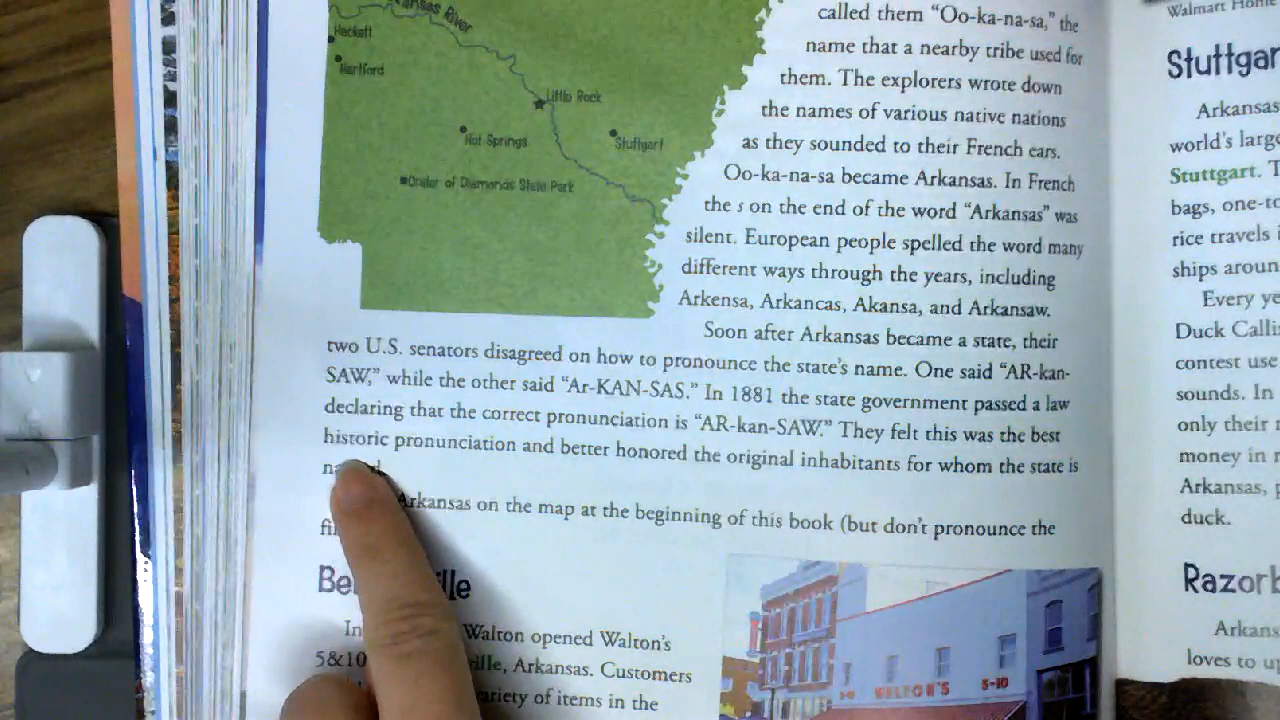 Arkansas River
Hackett
Hartford
Little Rock
Hot Springs
Stuttgart
Crater of Diamonds State Park
called them “Oo-ka-na-sa,” the
name that a nearby tribe used for
them. The explorers wrote down
the names of various native nations
as they sounded to their French ears.
Oo-ka-na-sa became Arkansas. In French
the s on the end of the word “Arkansas” was
silent. European people spelled the word many
different ways through the years, including
Arkensa, Arkancas, Akansa, and Arkansaw.
Soon after Arkansas became a state, their
two U.S. senators disagreed on how to pronounce the state’s name. One said “AR-kan-
SAW,” while the other said “Ar-KAN-SAS.” In 1881 the state government passed a law
declaring that the correct pronunciation is “AR-kan-SAW.” They felt this was the best
historic pronunciation and better honored the original inhabitants for whom the state is
Arkansas on the map at the beginning of this book (but don’t pronounce the
In Walton opened Walton’s
5&10 Arkansas. Customers
variety of items in the
WALTON'S 5-10
Walmart Home
Stuttgar
Arkansas
world’s large
Stuttgart. T
bags, one-to
rice travels i
ships aroun
Every ye
Duck Callin
contest use
sounds. In
only their
money in
Arkansas,
duck.
Razorb
Arkans
loves to